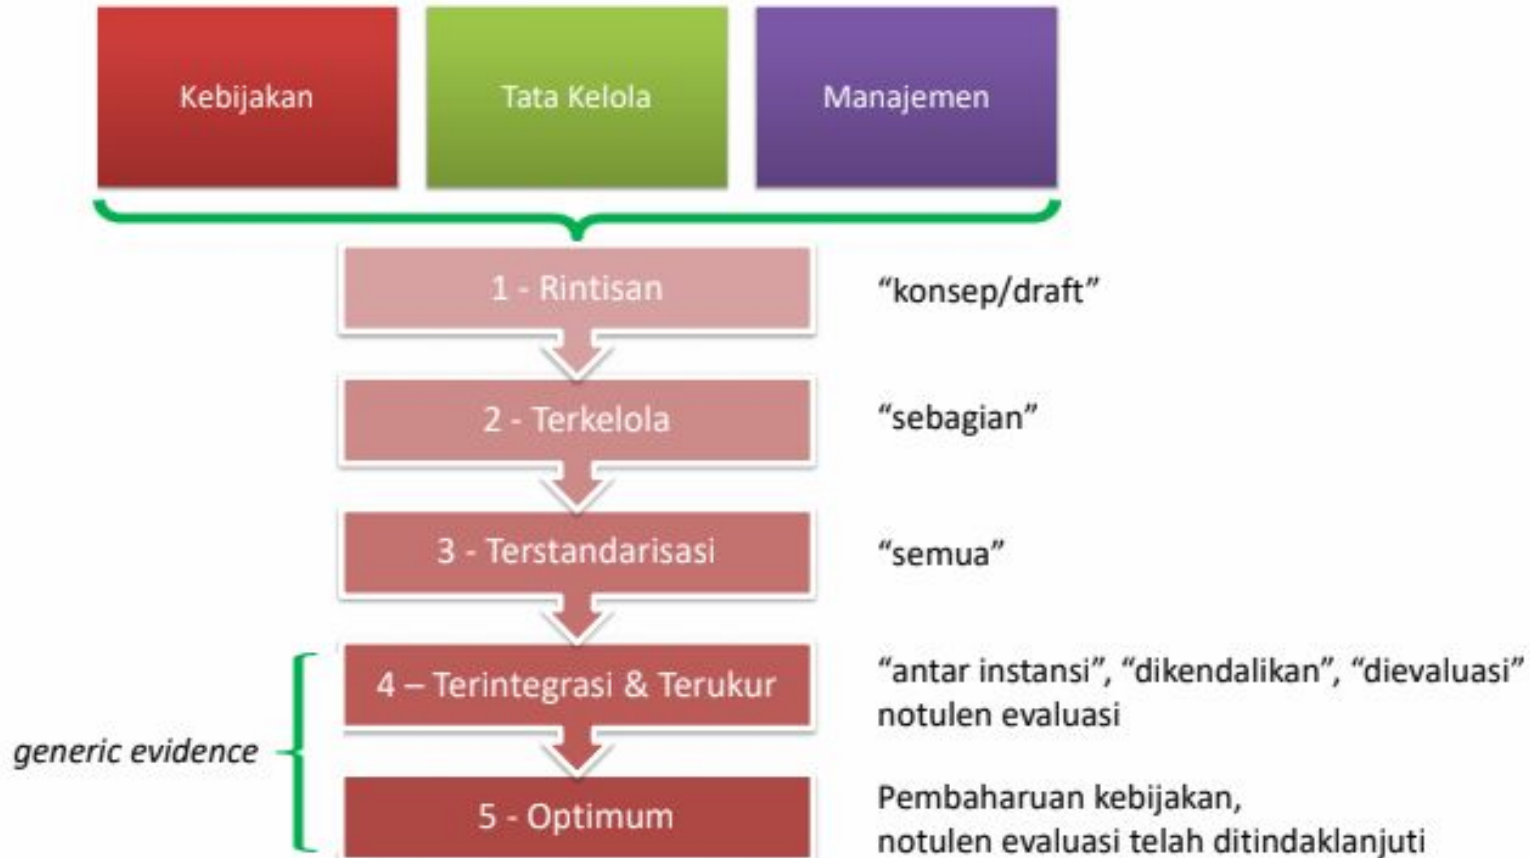 Kebijakan
Tata Kelola
Manajemen
1 - Rintisan
“konsep/draft”
2 - Terkelola
“sebagian”
3 - Terstandarisasi
“semua”
4 – Terintegrasi & Terukur
“antar instansi”, “dikendalikan”, “dievaluasi”
notulen evaluasi
generic evidence
5 - Optimum
Pembaharuan kebijakan,
notulen evaluasi telah ditindaklanjuti